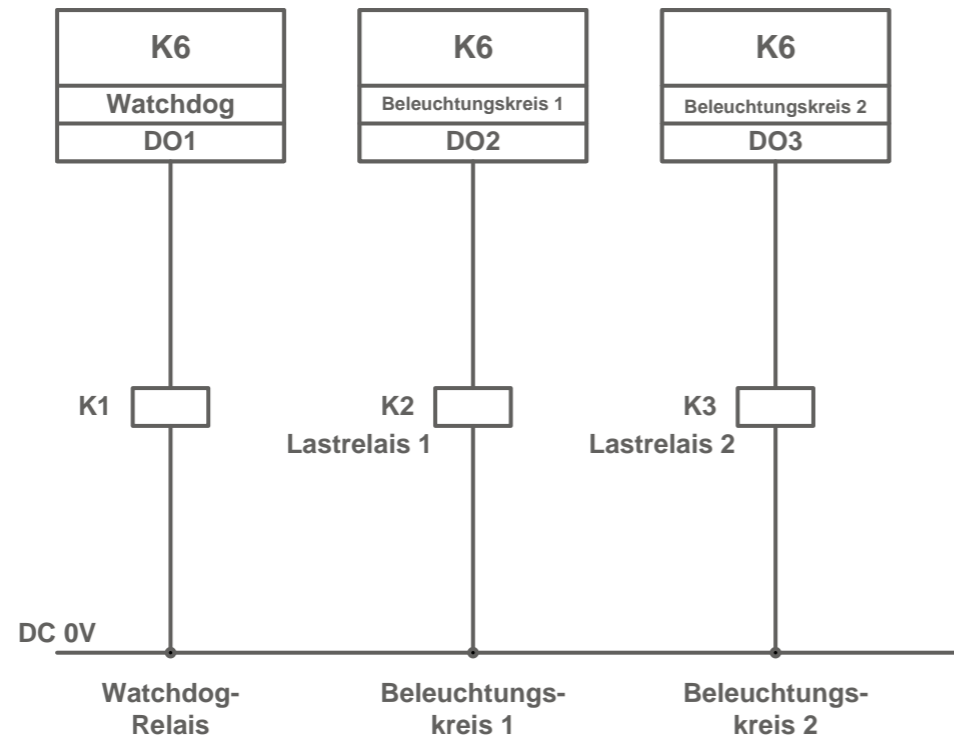 K6
K6
K6
Watchdog
Beleuchtungskreis 1
Beleuchtungskreis 2
DO1
DO2
DO3
K1
K2
K3
Lastrelais 1
Lastrelais 2
DC 0V
Watchdog-
Relais
Beleuchtungs-
kreis 1
Beleuchtungs-
kreis 2